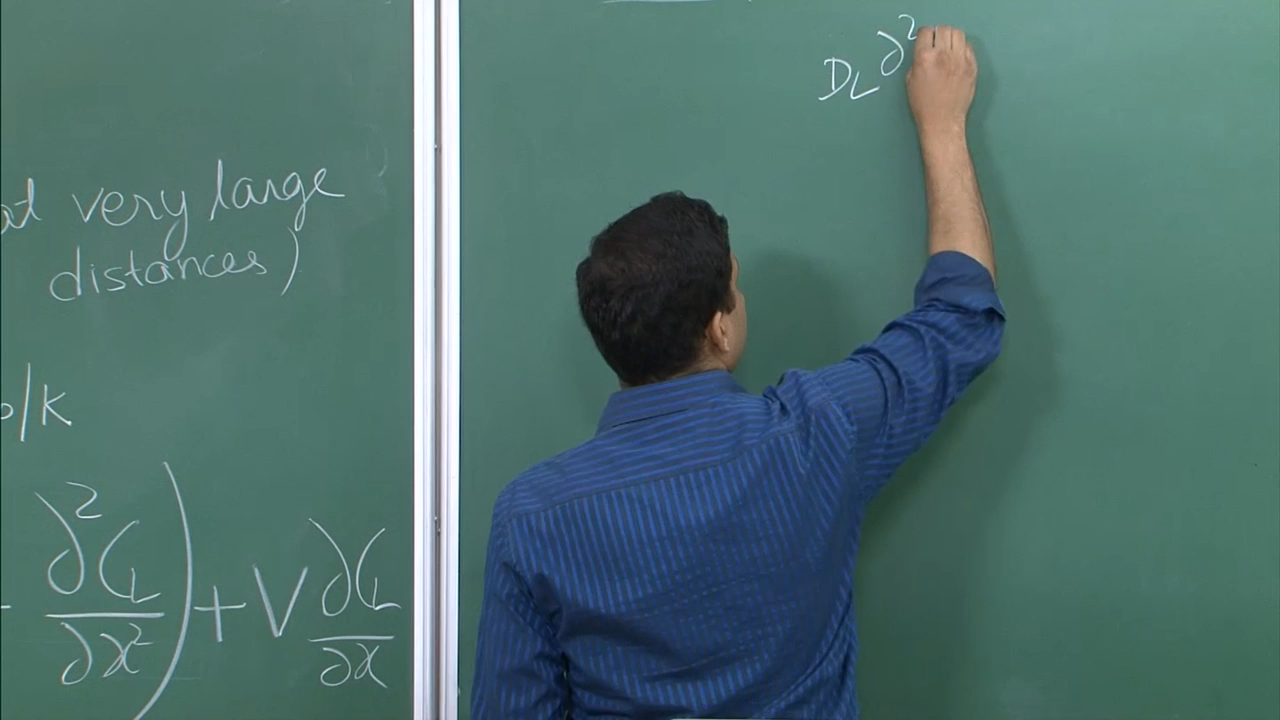 at very large
distances)
o/K
∂²C_L/∂x² ) + V ∂C_L/∂x
D_L ∂²